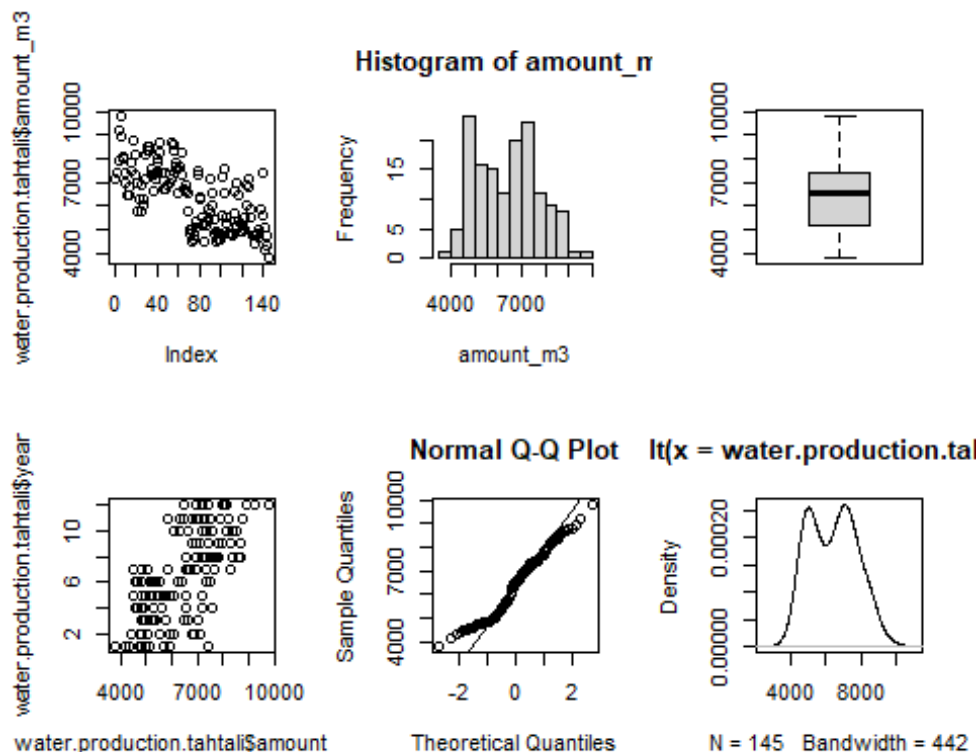 water.production.tahtali$amount_m3
4000 7000 10000
0 40 80 140
Index
Histogram of amount_m
Frequency
0 5 15
4000 7000
amount_m3
4000 7000 10000
water.production.tahtali$year
2 6 10
4000 7000 10000
water.production.tahtali$amount
Normal Q-Q Plot
Sample Quantiles
4000 7000 10000
-2 0 2
Theoretical Quantiles
lt(x = water.production.tal
Density
0.00000 0.00020
4000 8000
N = 145 Bandwidth = 442